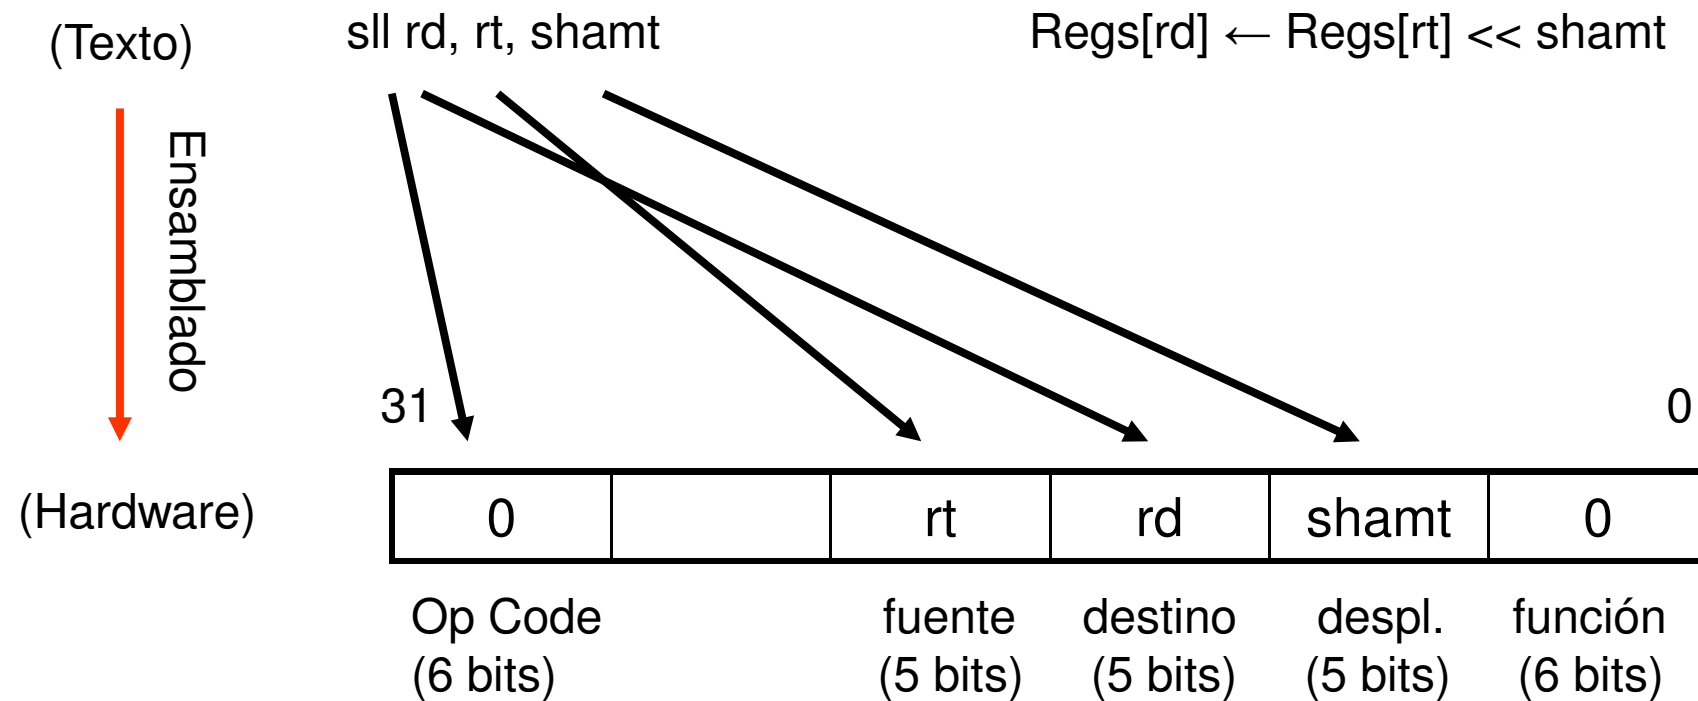 (Texto)
sll rd, rt, shamt
Regs[rd] ← Regs[rt] << shamt
Ensamblado
31
0
(Hardware)
0
rt
rd
shamt
0
Op Code
(6 bits)
fuente
(5 bits)
destino
(5 bits)
despl.
(5 bits)
función
(6 bits)